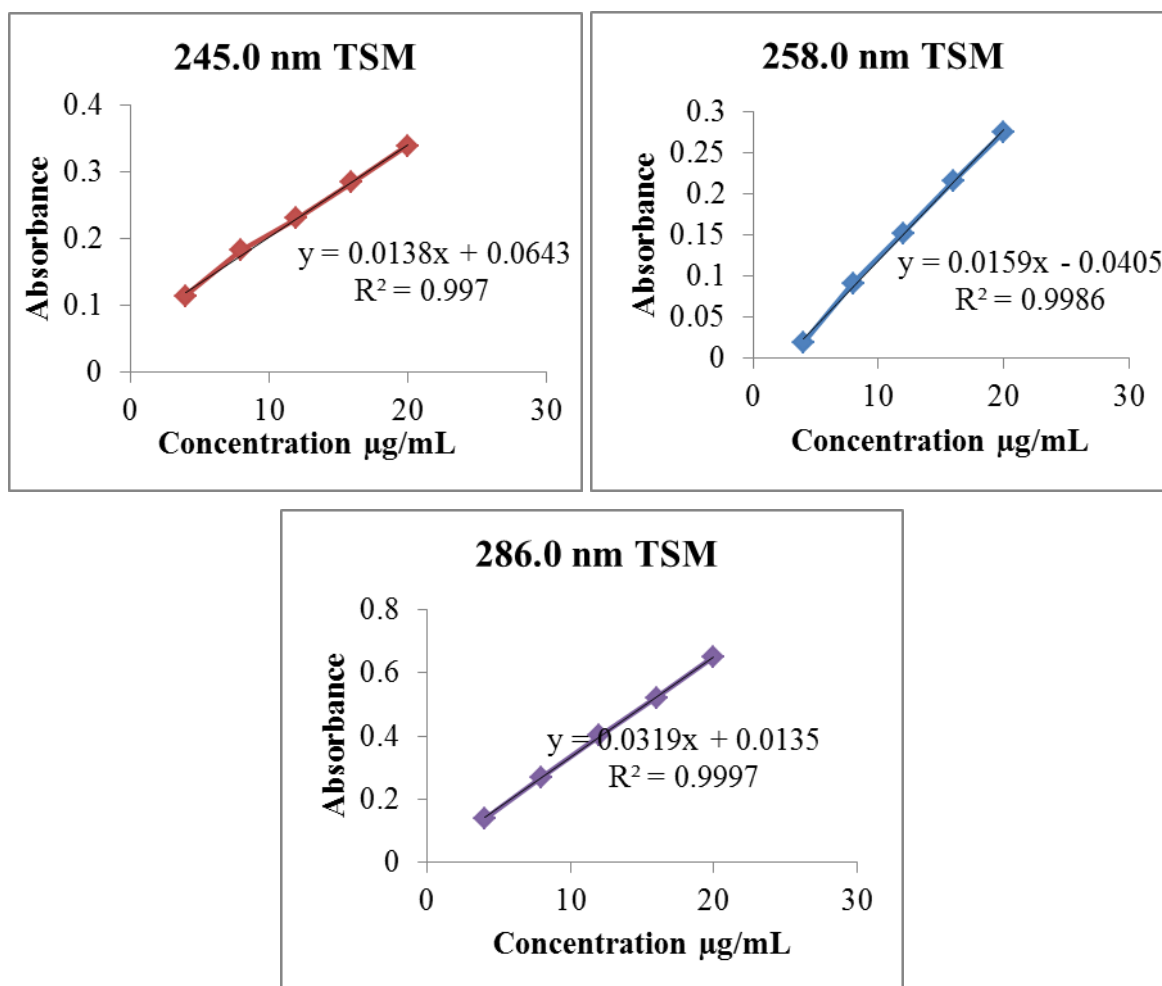 245.0 nm TSM
0.4
0.3
0.2
0.1
0
Absorbance
y = 0.0138x + 0.0643
R² = 0.997
0 10 20 30
Concentration µg/mL
258.0 nm TSM
0.3
0.25
0.2
0.15
0.1
0.05
0
Absorbance
y = 0.0159x - 0.0405
R² = 0.9986
0 10 20 30
Concentration µg/mL
286.0 nm TSM
0.8
0.6
0.4
0.2
0
Absorbance
y = 0.0319x + 0.0135
R² = 0.9997
0 10 20 30
Concentration µg/mL